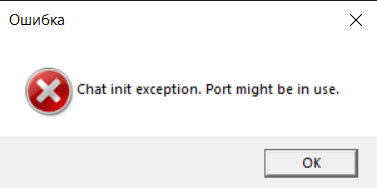 Ошибка
Chat init exception. Port might be in use.
OK